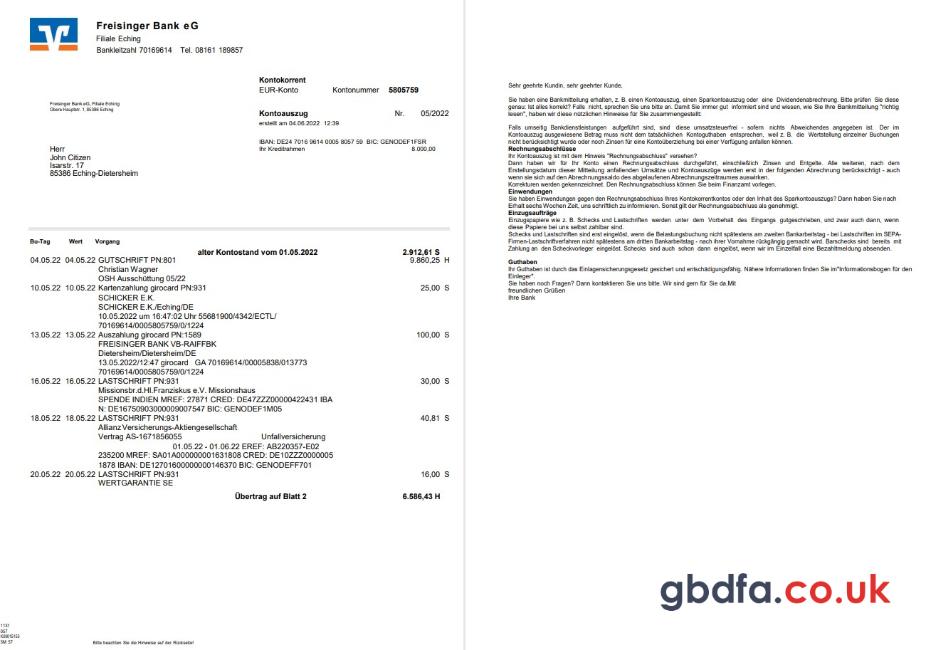 Freisinger Bank eG
Filiale Eching
Bankleitzahl 70169614 Tel. 08161 189857
Kontokorrent
EUR-Konto Kontonummer 5805759
Freisinger Bank eG, Filiale Eching
Obere Hauptstr. 1, 85386 Eching
Kontoauszug Nr. 05/2022
erstellt am 04.06.2022 12:39
IBAN: DE24 7016 9614 0005 8057 59 BIC: GENODEF1FSR
Ihr Kreditrahmen 8.000,00
Herr
John Citizen
Isarstr. 17
85386 Eching-Dietersheim
Bu-Tag Wert Vorgang
alter Kontostand vom 01.05.2022 2.912,61 S
04.05.22 04.05.22 GUTSCHRIFT PN:801 9.860,25 H
Christian Wagner
OSH Ausschüttung 05/22
10.05.22 10.05.22 Kartenzahlung girocard PN:931 25,00 S
SCHICKER E.K.
SCHICKER E.K./Eching/DE
10.05.2022 um 16:47:02 Uhr 55681900/4342/ECTL/
70169614/0005805759/0/1224
13.05.22 13.05.22 Auszahlung girocard PN:1589 100,00 S
FREISINGER BANK VB-RAIFFBK
Dietersheim/Dietersheim/DE
13.05.2022/12:47 girocard GA 70169614/00005838/013773
70169614/0005805759/0/1224
16.05.22 16.05.22 LASTSCHRIFT PN:931 30,00 S
Missionsbr.d.Hl.Franziskus e.V. Missionshaus
SPENDE INDIEN MREF: 27871 CRED: DE47ZZZ00000422431 IBA
N: DE16750903000009007547 BIC: GENODEF1M05
18.05.22 18.05.22 LASTSCHRIFT PN:931 40,81 S
Allianz Versicherungs-Aktiengesellschaft
Vertrag AS-1671856055 Unfallversicherung
01.05.22 - 01.06.22 EREF: AB220357-E02
235200 MREF: SA01A000000001631808 CRED: DE10ZZZ0000005
1878 IBAN: DE12701600000000146370 BIC: GENODEFF701
20.05.22 20.05.22 LASTSCHRIFT PN:931 16,00 S
WERTGARANTIE SE
Übertrag auf Blatt 2 6.586,43 H
Bitte beachten Sie die Hinweise auf der Rückseite!
Sehr geehrte Kundin, sehr geehrter Kunde,
Sie haben eine Bankmitteilung erhalten, z. B. einen Kontoauszug, einen Sparkontoauszug oder eine Dividendenabrechnung. Bitte prüfen Sie diese
genau: Ist alles korrekt? Falls nicht, sprechen Sie uns bitte an. Damit Sie immer gut informiert sind und wissen, wie Sie Ihre Bankmitteilung "richtig
lesen", haben wir diese nützlichen Hinweise für Sie zusammengestellt:
Falls umseitig Bankdienstleistungen aufgeführt sind, sind diese umsatzsteuerfrei - sofern nichts Abweichendes angegeben ist. Der im
Kontoauszug ausgewiesene Betrag muss nicht dem tatsächlichen Kontoguthaben entsprechen, weil z.B. die Wertstellung einzelner Buchungen
nicht berücksichtigt wurde oder noch Zinsen für eine Kontoüberziehung bei einer Verfügung anfallen können.
Rechnungsabschlüsse
Ihr Kontoauszug ist mit dem Hinweis "Rechnungsabschluss" versehen?
Dann haben wir für Ihr Konto einen Rechnungsabschluss durchgeführt, einschließlich Zinsen und Entgelte. Alle weiteren, nach dem
Erstellungsdatum dieser Mitteilung anfallenden Umsätze und Kontoauszüge werden erst in der folgenden Abrechnung berücksichtigt - auch
wenn sie sich auf den Abrechnungssaldo des abgelaufenen Abrechnungszeitraumes auswirken.
Korrekturen werden gekennzeichnet. Den Rechnungsabschluss können Sie beim Finanzamt vorlegen.
Einwendungen
Sie haben Einwendungen gegen den Rechnungsabschluss Ihres Kontokorrentkontos oder den Inhalt des Sparkontoauszugs? Dann haben Sie nach
Erhalt sechs Wochen Zeit, uns schriftlich zu informieren. Sonst gilt der Rechnungsabschluss als genehmigt.
Einzugsaufträge
Einzugspapiere wie z. B. Schecks und Lastschriften werden unter dem Vorbehalt des Eingangs gutgeschrieben, und zwar auch dann, wenn
diese Papiere bei uns selbst zahlbar sind.
Schecks und Lastschriften sind erst eingelöst, wenn die Belastungsbuchung nicht spätestens am zweiten Bankarbeitstag - bei Lastschriften im SEPA-
Firmen-Lastschriftverfahren nicht spätestens am dritten Bankarbeitstag - nach ihrer Vornahme rückgängig gemacht wird. Barschecks sind bereits mit
Zahlung an den Scheckvorleger eingelöst. Schecks sind auch schon dann eingelöst, wenn wir im Einzelfall eine Bezahltmeldung absenden.
Guthaben
Ihr Guthaben ist durch das Einlagensicherungsgesetz gesichert und entschädigungsfähig. Nähere Informationen finden Sie im"Informationsbogen für den
Einleger".
Sie haben noch Fragen? Dann kontaktieren Sie uns bitte. Wir sind gern für Sie da.Mit
freundlichen Grüßen
Ihre Bank
gbdfa.co.uk